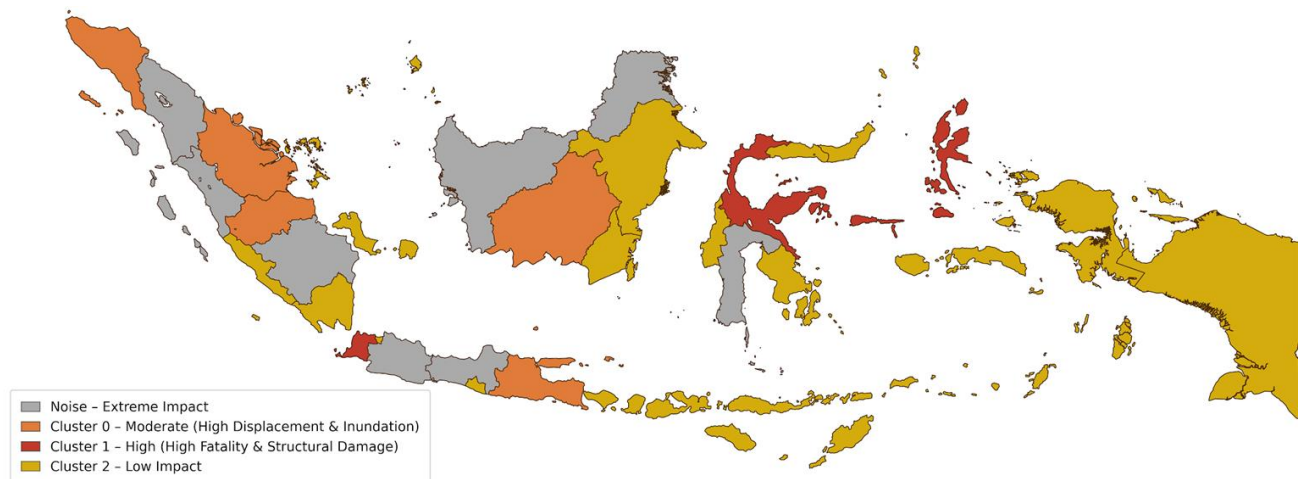 Noise – Extreme Impact
Cluster 0 – Moderate (High Displacement & Inundation)
Cluster 1 – High (High Fatality & Structural Damage)
Cluster 2 – Low Impact